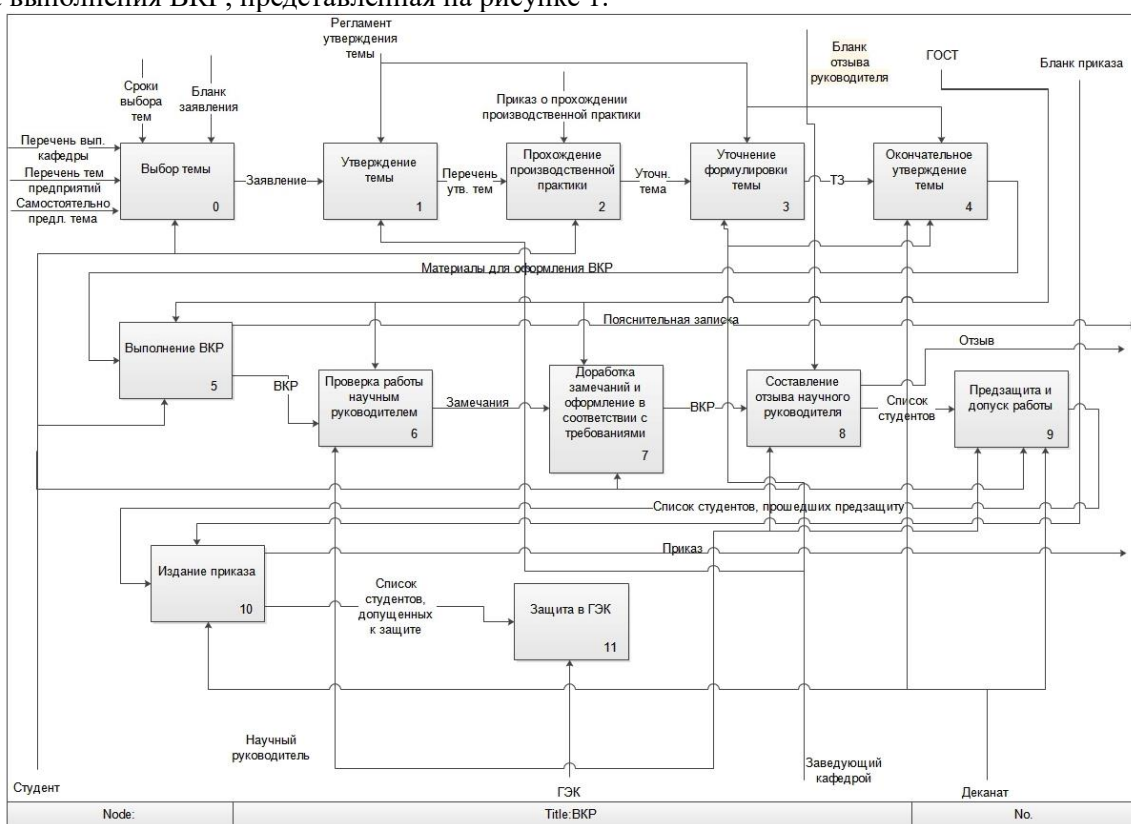 выполнения ВКР, представленная на рисунке 1.
Регламент
утверждения
темы
Бланк
отзыва
руководителя
ГОСТ
Бланк приказа
Сроки
выбора
тем
Бланк
заявления
Приказ о прохождении
производственной практики
Перечень вып.
кафедры
Перечень тем
предприятий
Самостоятельно
предл. тема
Выбор темы
0
Заявление
Утверждение
темы
1
Перечень
утв. тем
Прохождение
производственной
практики
2
Уточн.
тема
Уточнение
формулировки
темы
3
ТЗ
Окончательное
утверждение
темы
4
Материалы для оформления ВКР
Выполнение ВКР
5
Пояснительная записка
ВКР
Проверка работы
научным
руководителем
6
Замечания
Доработка
замечаний и
оформление в
соответствии с
требованиями
7
ВКР
Составление
отзыва научного
руководителя
8
Отзыв
Список
студентов
Предзащита и
допуск работы
9
Список студентов, прошедших предзащиту
Издание приказа
10
Приказ
Список
студентов,
допущенных
к защите
Защита в ГЭК
11
Научный
руководитель
Студент
ГЭК
Заведующий
кафедрой
Деканат
Node:
Title:ВКР
No.